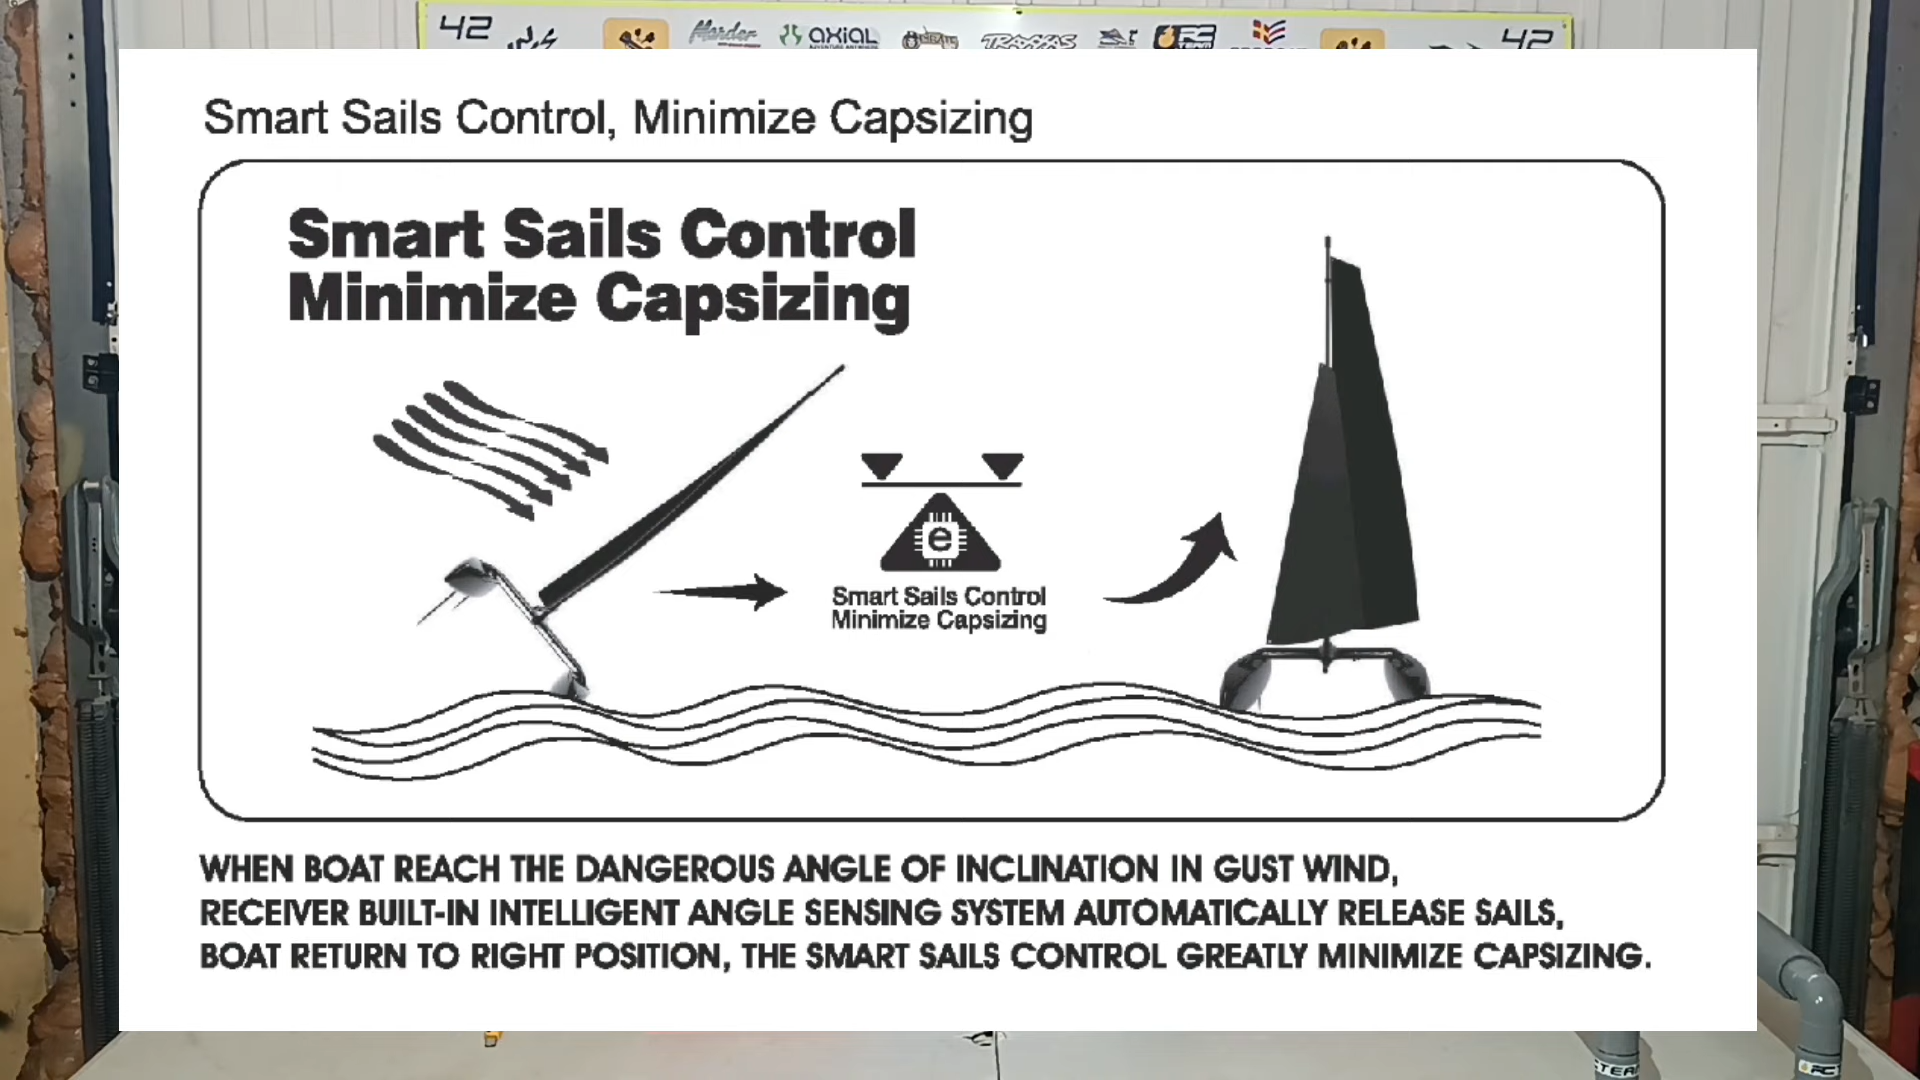 42
AXIAL
TRAXXAS
42
Smart Sails Control, Minimize Capsizing
Smart Sails Control
Minimize Capsizing
e
Smart Sails Control
Minimize Capsizing
WHEN BOAT REACH THE DANGEROUS ANGLE OF INCLINATION IN GUST WIND,
RECEIVER BUILT-IN INTELLIGENT ANGLE SENSING SYSTEM AUTOMATICALLY RELEASE SAILS,
BOAT RETURN TO RIGHT POSITION, THE SMART SAILS CONTROL GREATLY MINIMIZE CAPSIZING.